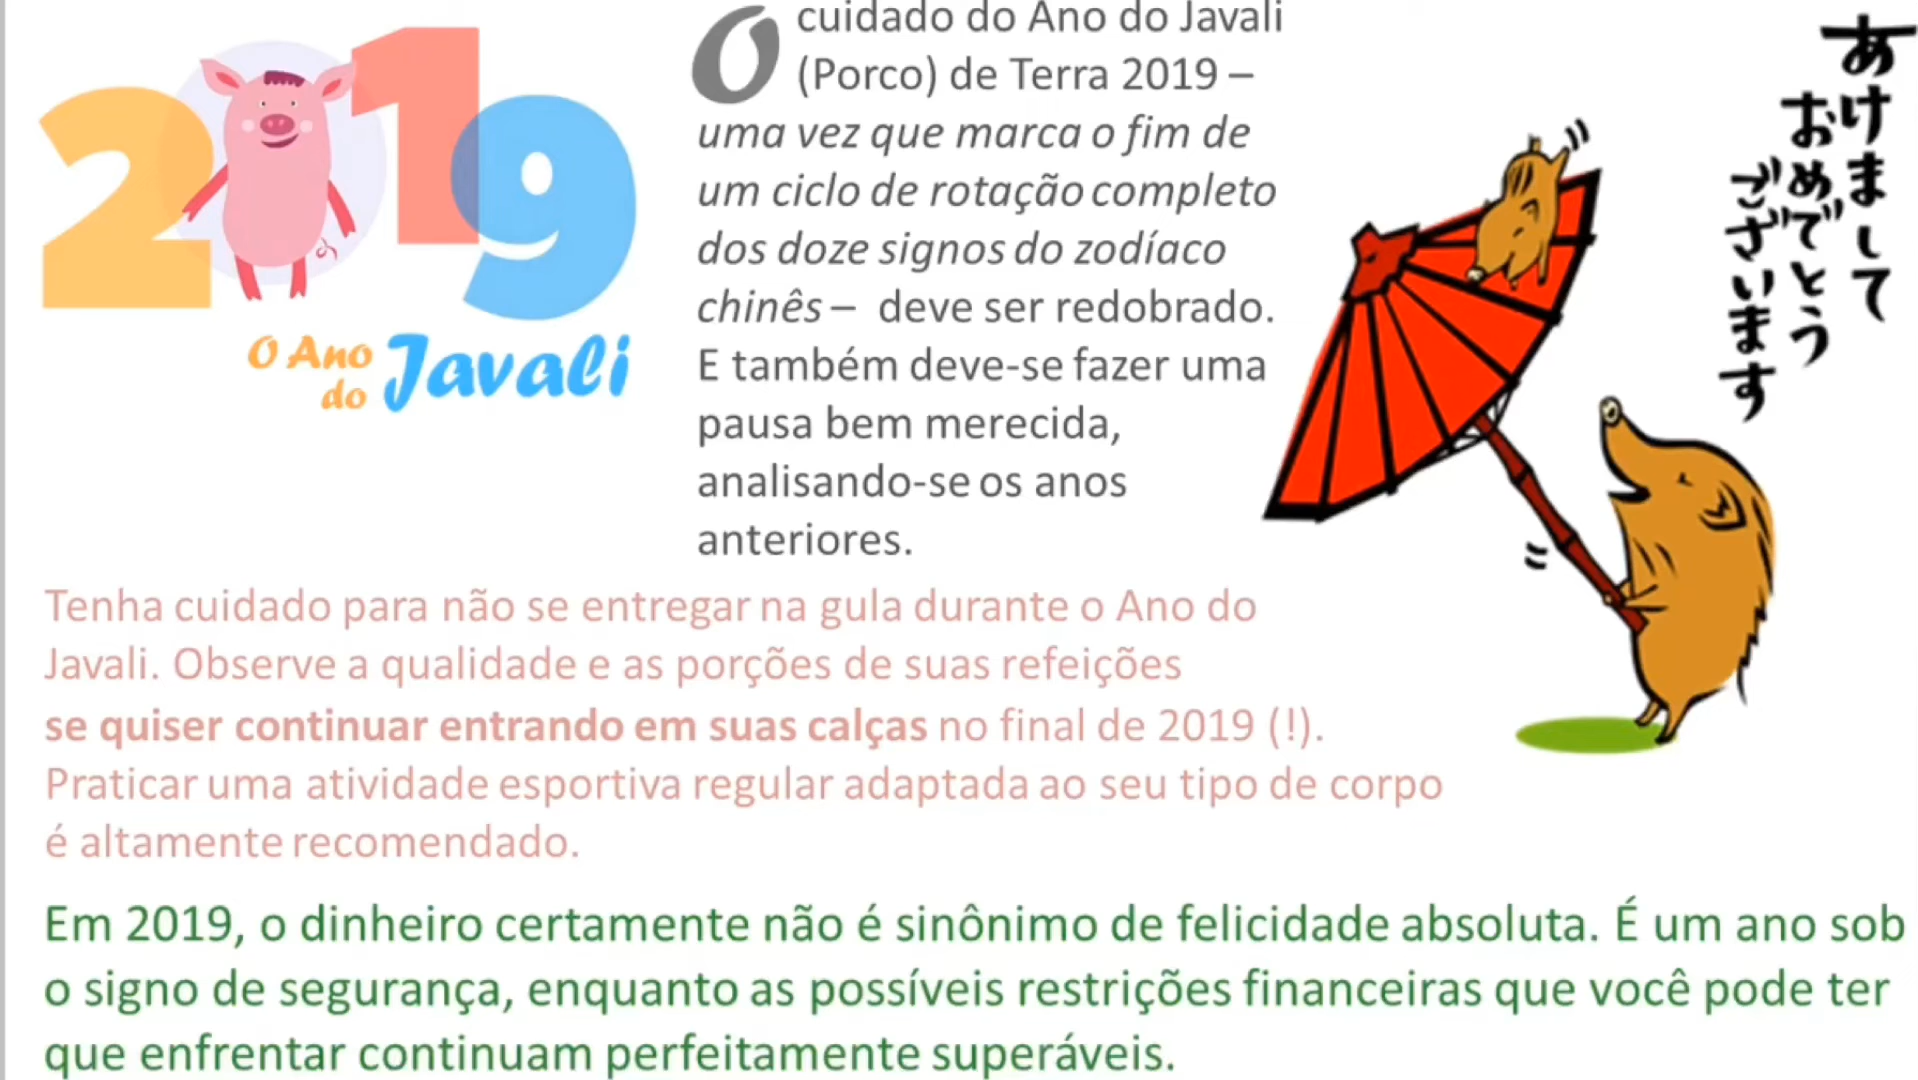 2019
O Ano
do Javali
O cuidado do Ano do Javali
(Porco) de Terra 2019 –
uma vez que marca o fim de
um ciclo de rotação completo
dos doze signos do zodíaco
chinês – deve ser redobrado.
E também deve-se fazer uma
pausa bem merecida,
analisando-se os anos
anteriores.
あけまして
おめでとう
ございます
Tenha cuidado para não se entregar na gula durante o Ano do
Javali. Observe a qualidade e as porções de suas refeições
se quiser continuar entrando em suas calças no final de 2019 (!).
Praticar uma atividade esportiva regular adaptada ao seu tipo de corpo
é altamente recomendado.
Em 2019, o dinheiro certamente não é sinônimo de felicidade absoluta. É um ano sob
o signo de segurança, enquanto as possíveis restrições financeiras que você pode ter
que enfrentar continuam perfeitamente superáveis.